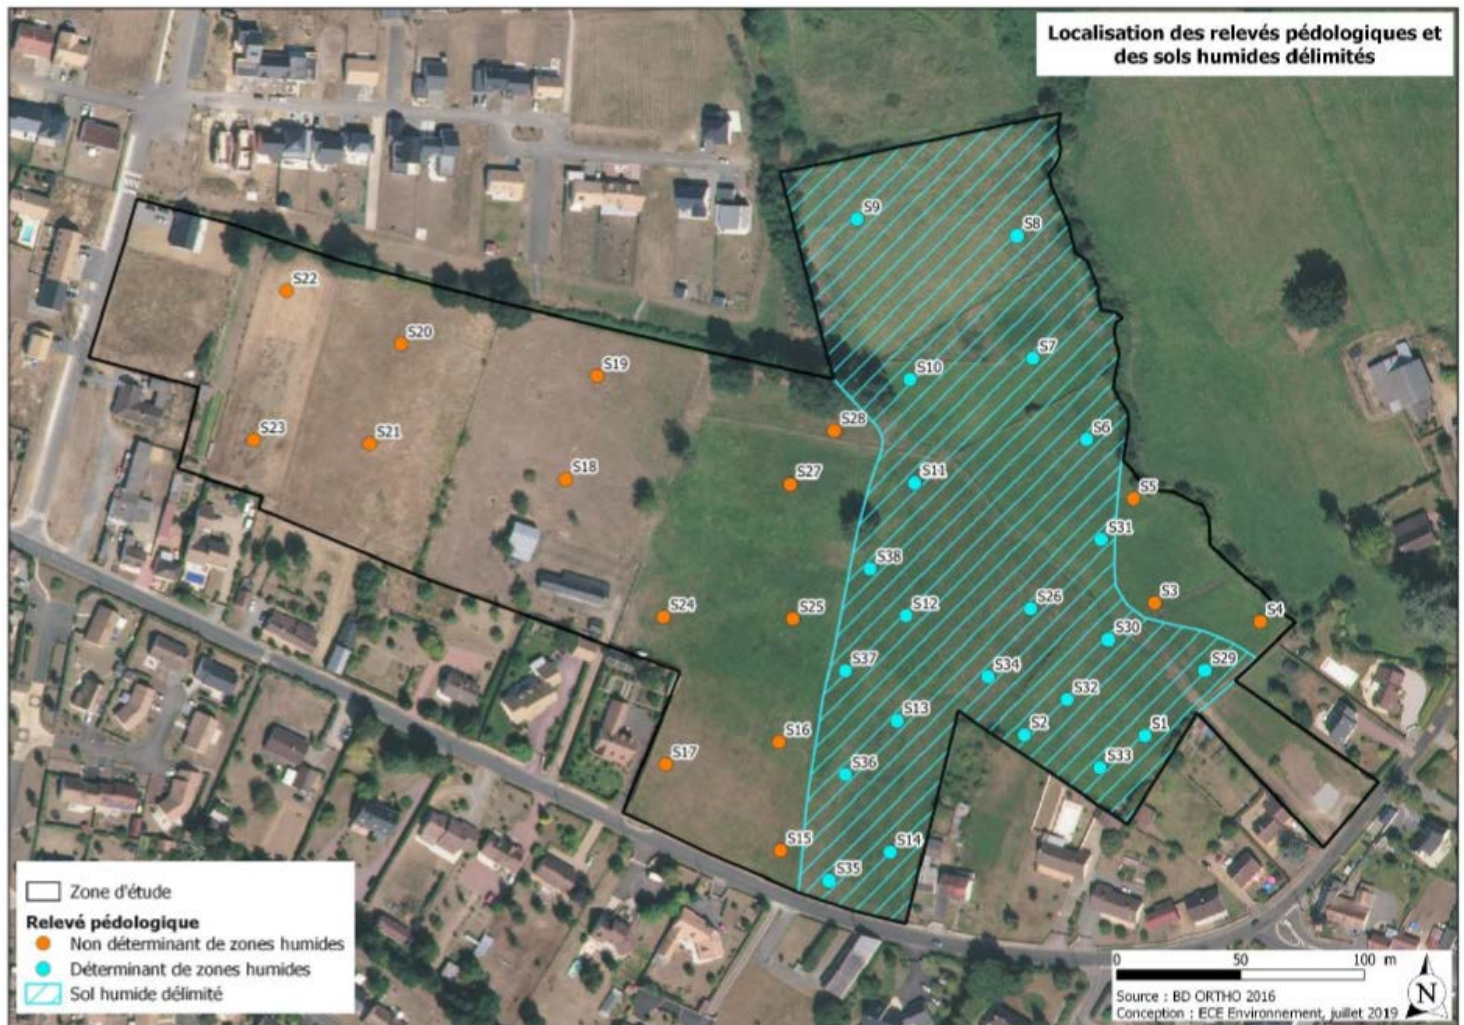 Localisation des relevés pédologiques et
des sols humides délimités
S9
S8
S22
S20
S19
S7
S10
S28
S6
S23
S21
S18
S27
S11
S5
S31
S38
S3
S24
S25
S12
S26
S4
S30
S37
S34
S29
S32
S13
S16
S2
S1
S17
S36
S33
S15
S14
S35
Zone d'étude
Relevé pédologique
Non déterminant de zones humides
Déterminant de zones humides
Sol humide délimité
0 50 100 m
Source : BD ORTHO 2016
Conception : ECE Environnement, juillet 2019
N